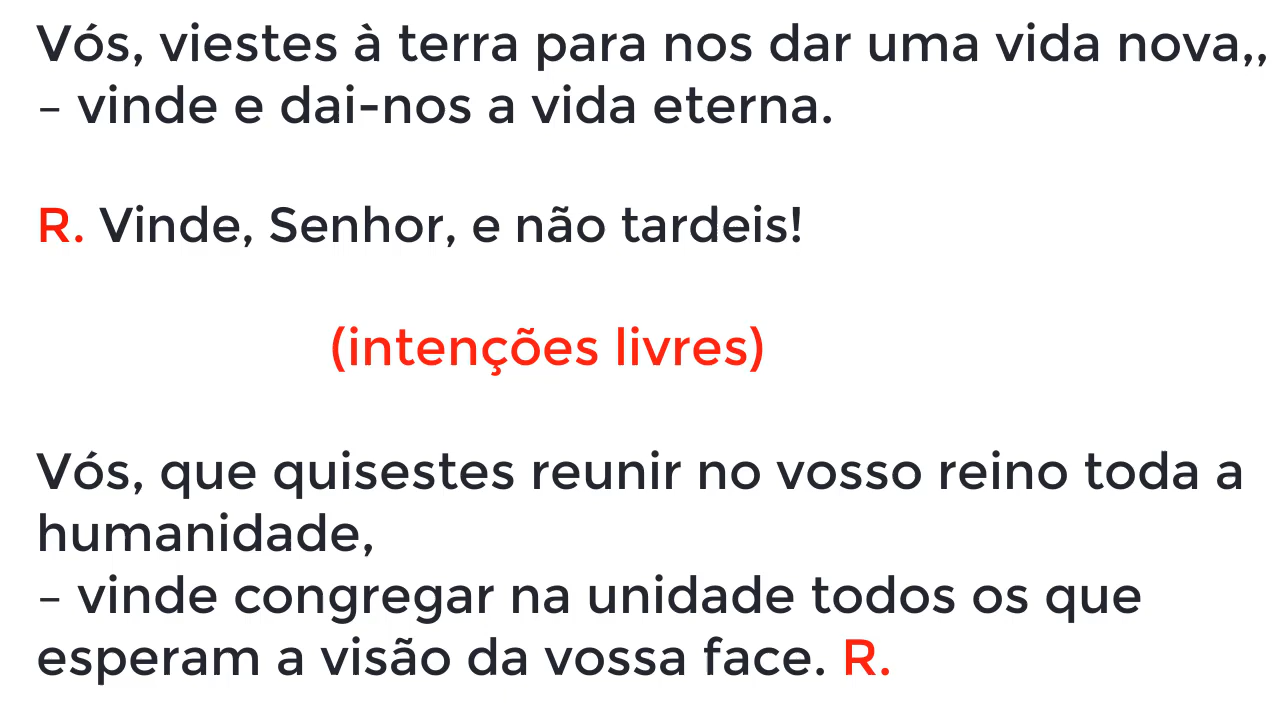 Vós, viestes à terra para nos dar uma vida nova,,
– vinde e dai-nos a vida eterna.
R. Vinde, Senhor, e não tardeis!
(intenções livres)
Vós, que quisestes reunir no vosso reino toda a
humanidade,
– vinde congregar na unidade todos os que
esperam a visão da vossa face. R.